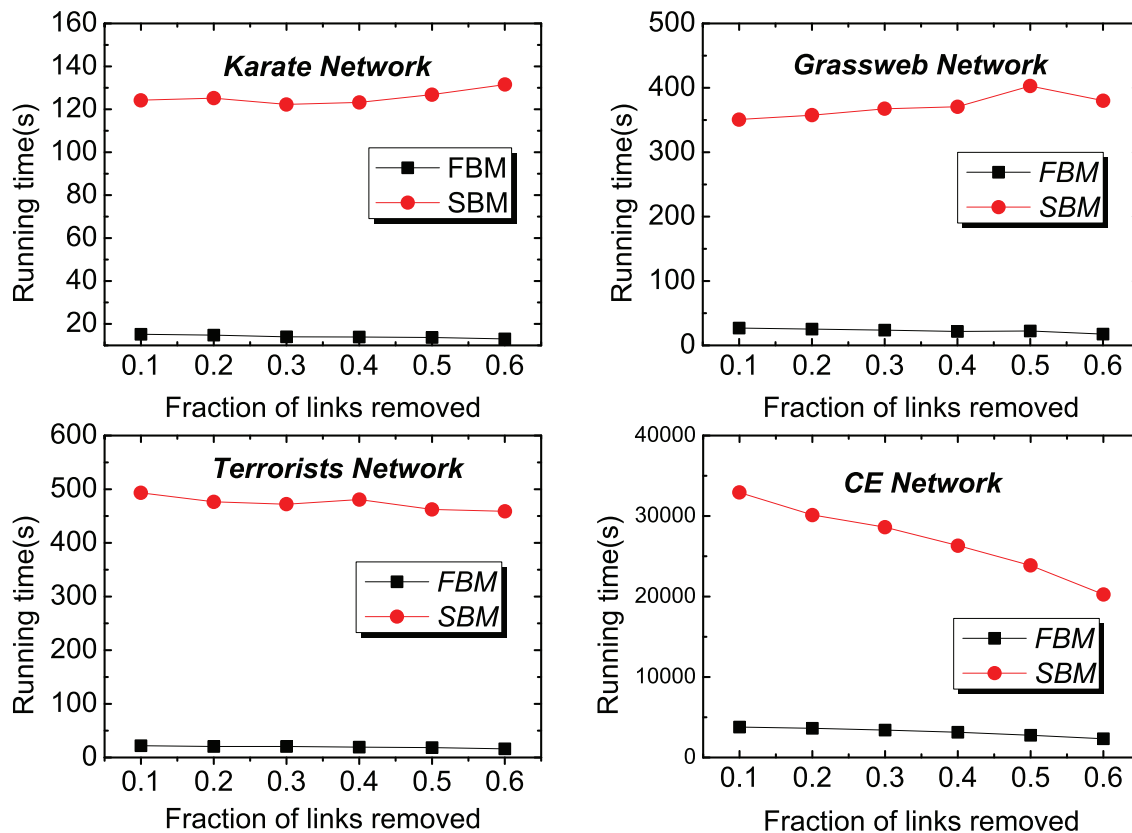 Karate Network
Running time(s)
160
140
120
100
80
60
40
20
FBM
SBM
0.1 0.2 0.3 0.4 0.5 0.6
Fraction of links removed
Grassweb Network
Running time(s)
500
400
300
200
100
0
FBM
SBM
0.1 0.2 0.3 0.4 0.5 0.6
Fraction of links removed
Terrorists Network
Running time(s)
600
500
400
300
200
100
0
FBM
SBM
0.1 0.2 0.3 0.4 0.5 0.6
Fraction of links removed
CE Network
Running time(s)
40000
30000
20000
10000
0
FBM
SBM
0.1 0.2 0.3 0.4 0.5 0.6
Fraction of links removed